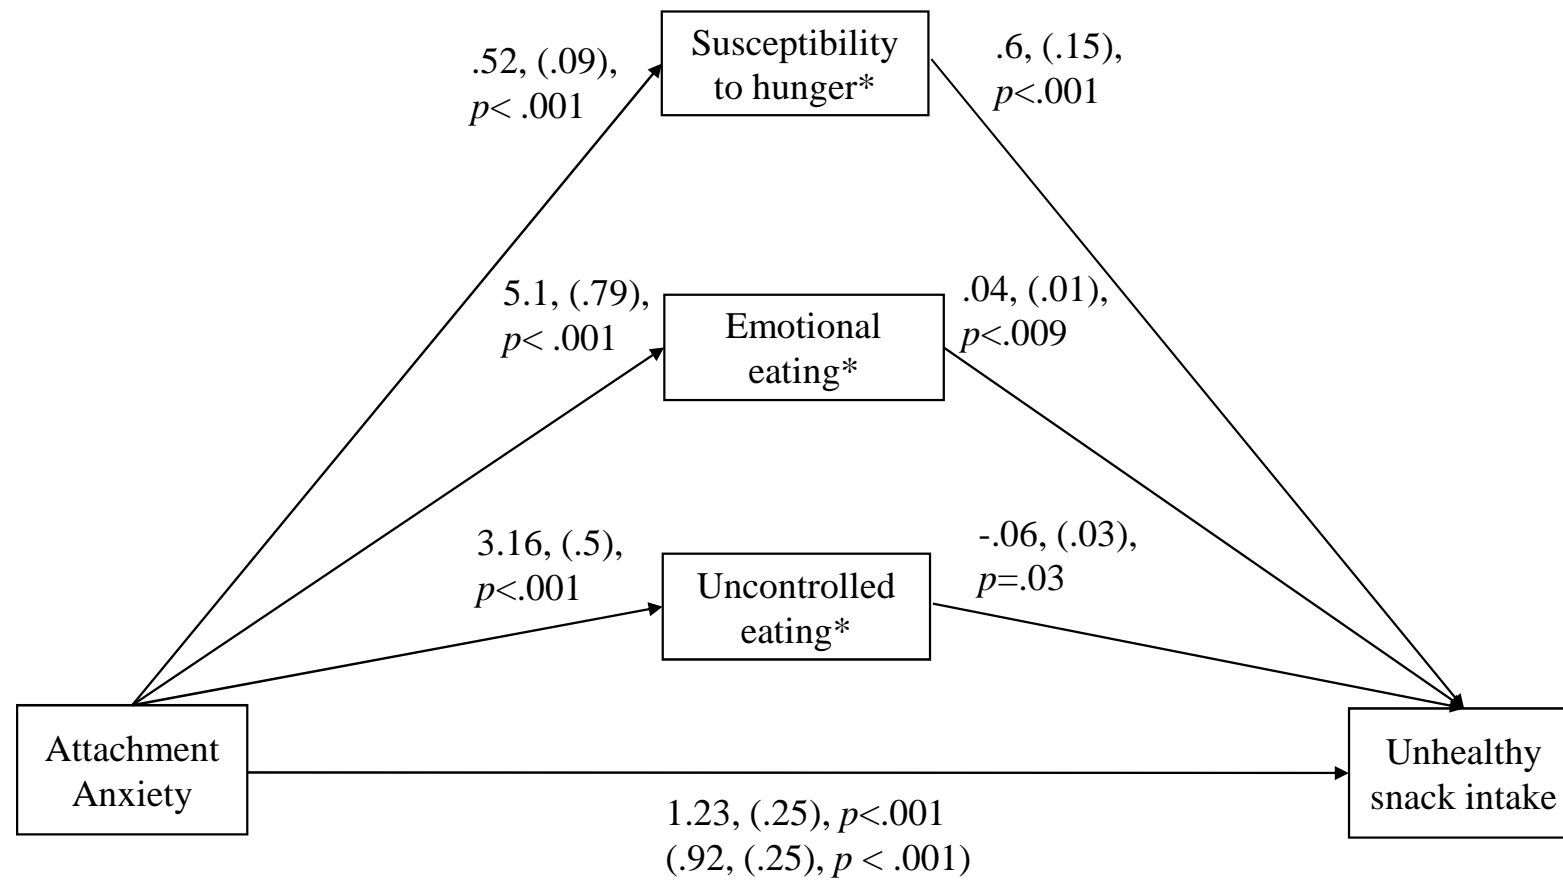 .52, (.09),
p< .001
Susceptibility
to hunger*
.6, (.15),
p<.001
5.1, (.79),
p< .001
Emotional
eating*
.04, (.01),
p<.009
3.16, (.5),
p<.001
Uncontrolled
eating*
-.06, (.03),
p=.03
Attachment
Anxiety
Unhealthy
snack intake
1.23, (.25), p<.001
(.92, (.25), p < .001)